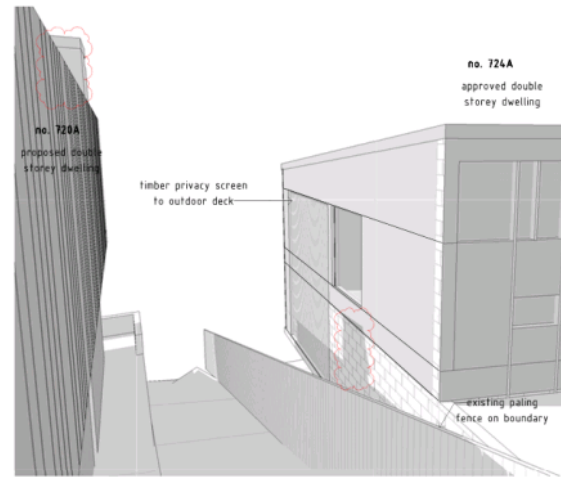 no. 724A
approved double
storey dwelling
no. 720A
proposed double
storey dwelling
timber privacy screen
to outdoor deck
existing paling
fence on boundary